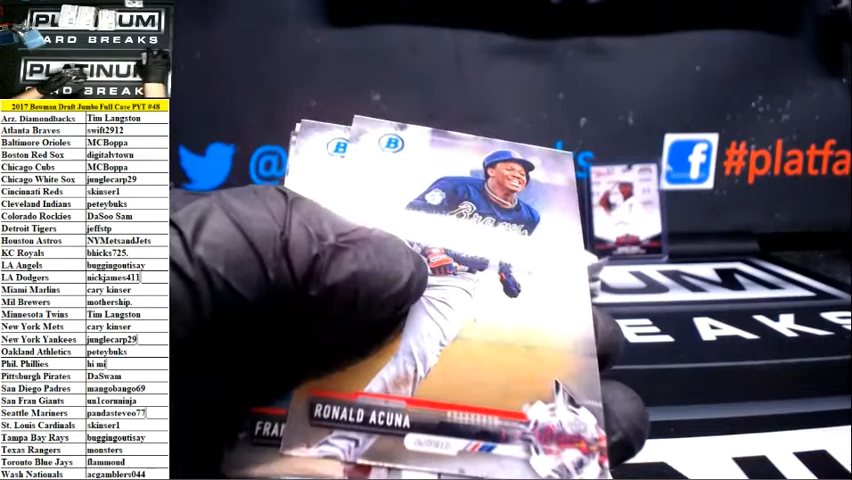 PLATINUM
CARD BREAKS
PLATINUM
CARD BREAKS
2017 Bowman Draft Jumbo Full Case PYT #48
Arz. Diamondbacks Tim Langston
Atlanta Braves swift2912
Baltimore Orioles MCBoppa
Boston Red Sox digitaltown
Chicago Cubs MCBoppa
Chicago White Sox junglecarp29
Cincinnati Reds skinser1
Cleveland Indians peteybuks
Colorado Rockies DaSoo Sam
Detroit Tigers jeffstp
Houston Astros NYMetsandJets
KC Royals bhicks725.
LA Angels buggingoutisay
LA Dodgers nickjames411
Miami Marlins cary kinser
Mil Brewers mothership.
Minnesota Twins Tim Langston
New York Mets cary kinser
New York Yankees junglecarp29
Oakland Athletics peteybuks
Phil. Phillies hi mi
Pittsburgh Pirates DaSwam
San Diego Padres mangobango69
San Fran Giants un1cornninja
Seattle Mariners pandasteveo77
St. Louis Cardinals skinser1
Tampa Bay Rays buggingoutisay
Texas Rangers monsters
Toronto Blue Jays flammond
Wash Nationals acgamblers044
B
B
Braves
FRAN
RONALD ACUNA
@
ks
f
#platfa
NUM
BREAKS